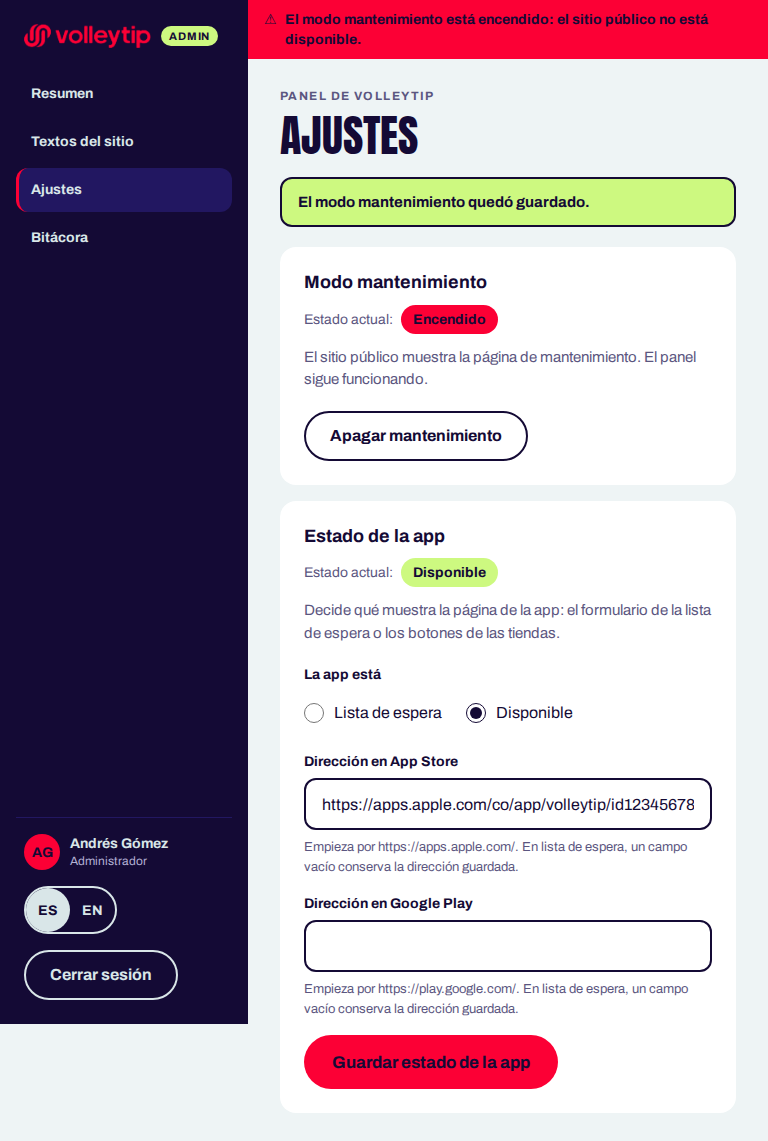 volleytip ADMIN
Resumen
Textos del sitio
Ajustes
Bitácora
AG
Andrés Gómez
Administrador
ES EN
Cerrar sesión
⚠ El modo mantenimiento está encendido: el sitio público no está
disponible.
PANEL DE VOLLEYTIP
AJUSTES
El modo mantenimiento quedó guardado.
Modo mantenimiento
Estado actual: Encendido
El sitio público muestra la página de mantenimiento. El panel
sigue funcionando.
Apagar mantenimiento
Estado de la app
Estado actual: Disponible
Decide qué muestra la página de la app: el formulario de la lista
de espera o los botones de las tiendas.
La app está
Lista de espera Disponible
Dirección en App Store
https://apps.apple.com/co/app/volleytip/id12345678
Empieza por https://apps.apple.com/. En lista de espera, un campo
vacío conserva la dirección guardada.
Dirección en Google Play
Empieza por https://play.google.com/. En lista de espera, un campo
vacío conserva la dirección guardada.
Guardar estado de la app